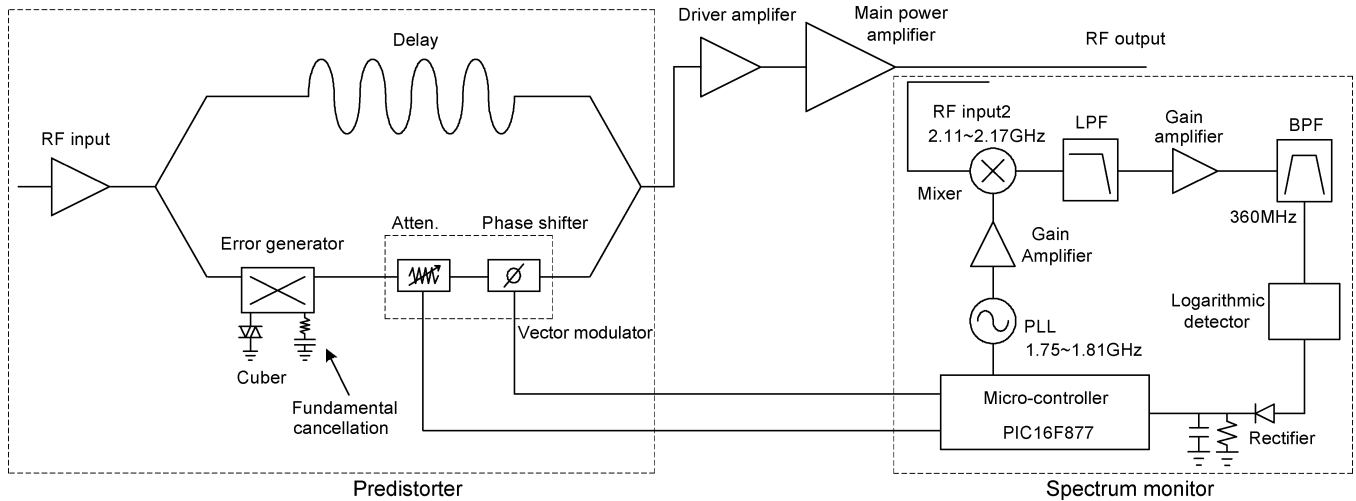 Driver amplifer
Main power
amplifier
RF output
Delay
RF input
RF input2
2.11~2.17GHz
LPF
Gain
amplifier
BPF
Mixer
360MHz
Atten.
Phase shifter
Error generator
Gain
Amplifier
Vector modulator
PLL
1.75~1.81GHz
Logarithmic
detector
Cuber
Fundamental
cancellation
Micro-controller
PIC16F877
Rectifier
Predistorter
Spectrum monitor